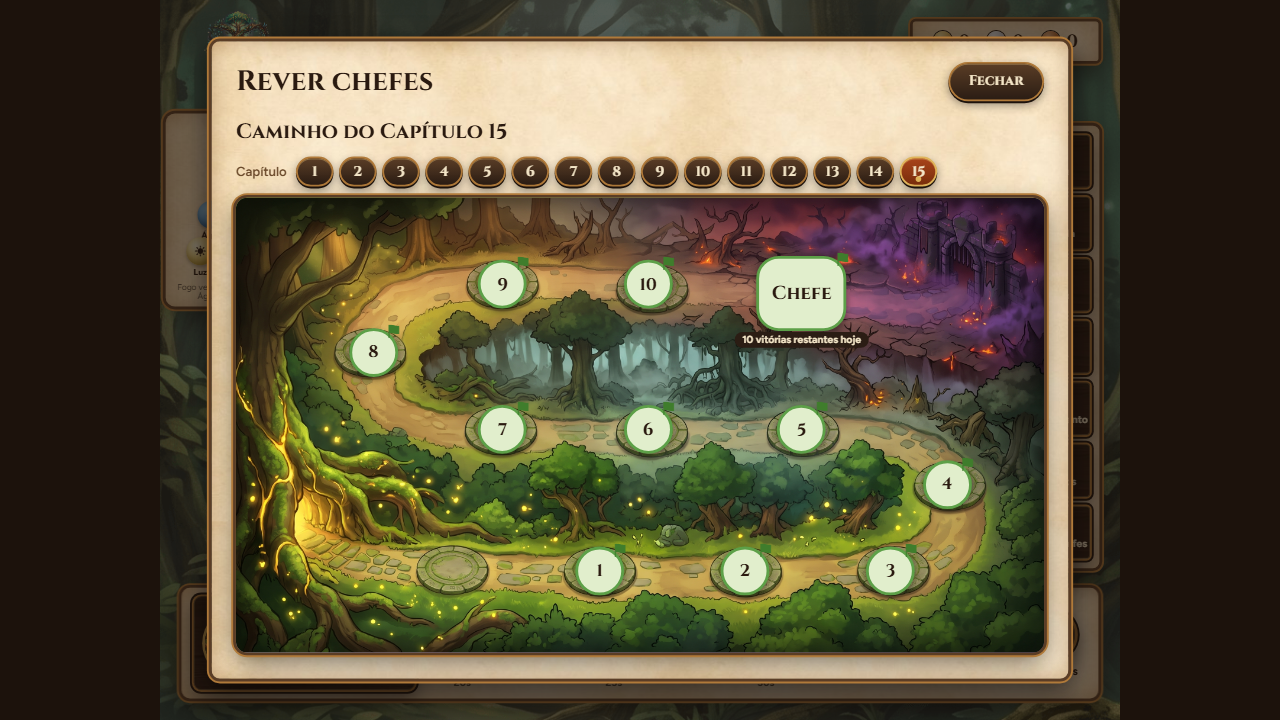 Rever chefes
Fechar
Caminho do Capítulo 15
Capítulo 1 2 3 4 5 6 7 8 9 10 11 12 13 14 15
9 10 Chefe
10 vitórias restantes hoje
8
7 6 5
4
1 2 3